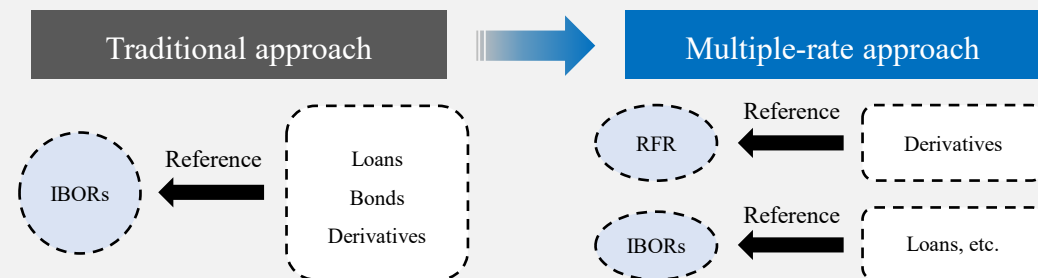 Traditional approach
Multiple-rate approach
IBORs
Reference
Loans
Bonds
Derivatives
RFR
Reference
Derivatives
IBORs
Reference
Loans, etc.